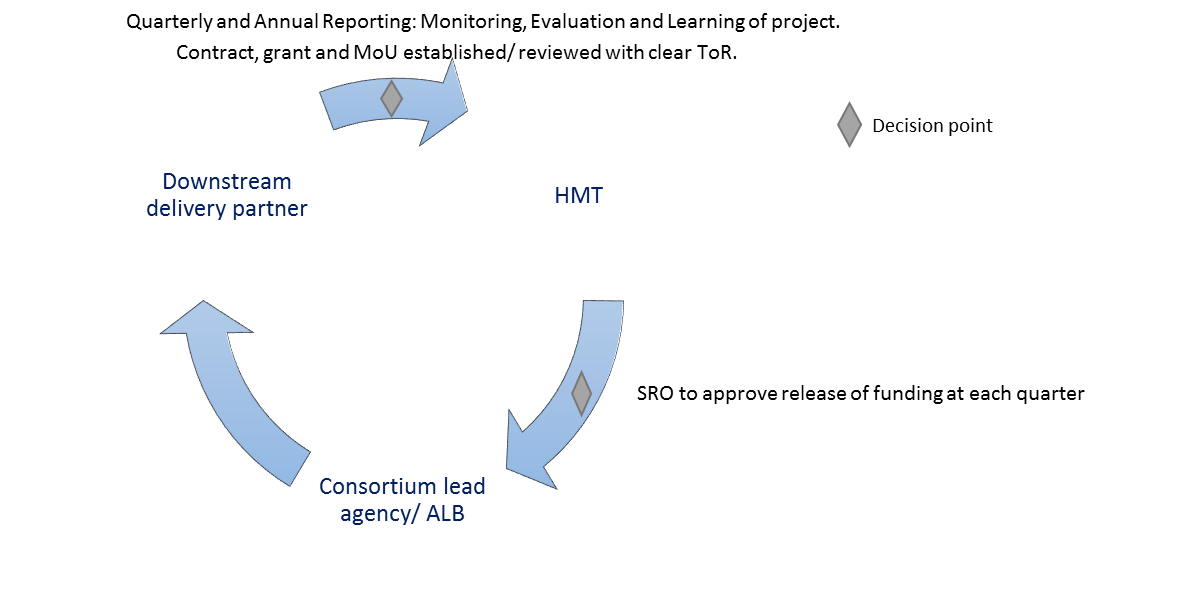 Quarterly and Annual Reporting: Monitoring, Evaluation and Learning of project.
Contract, grant and MoU established/ reviewed with clear ToR.
Decision point
Downstream
delivery partner
HMT
SRO to approve release of funding at each quarter
Consortium lead
agency/ ALB